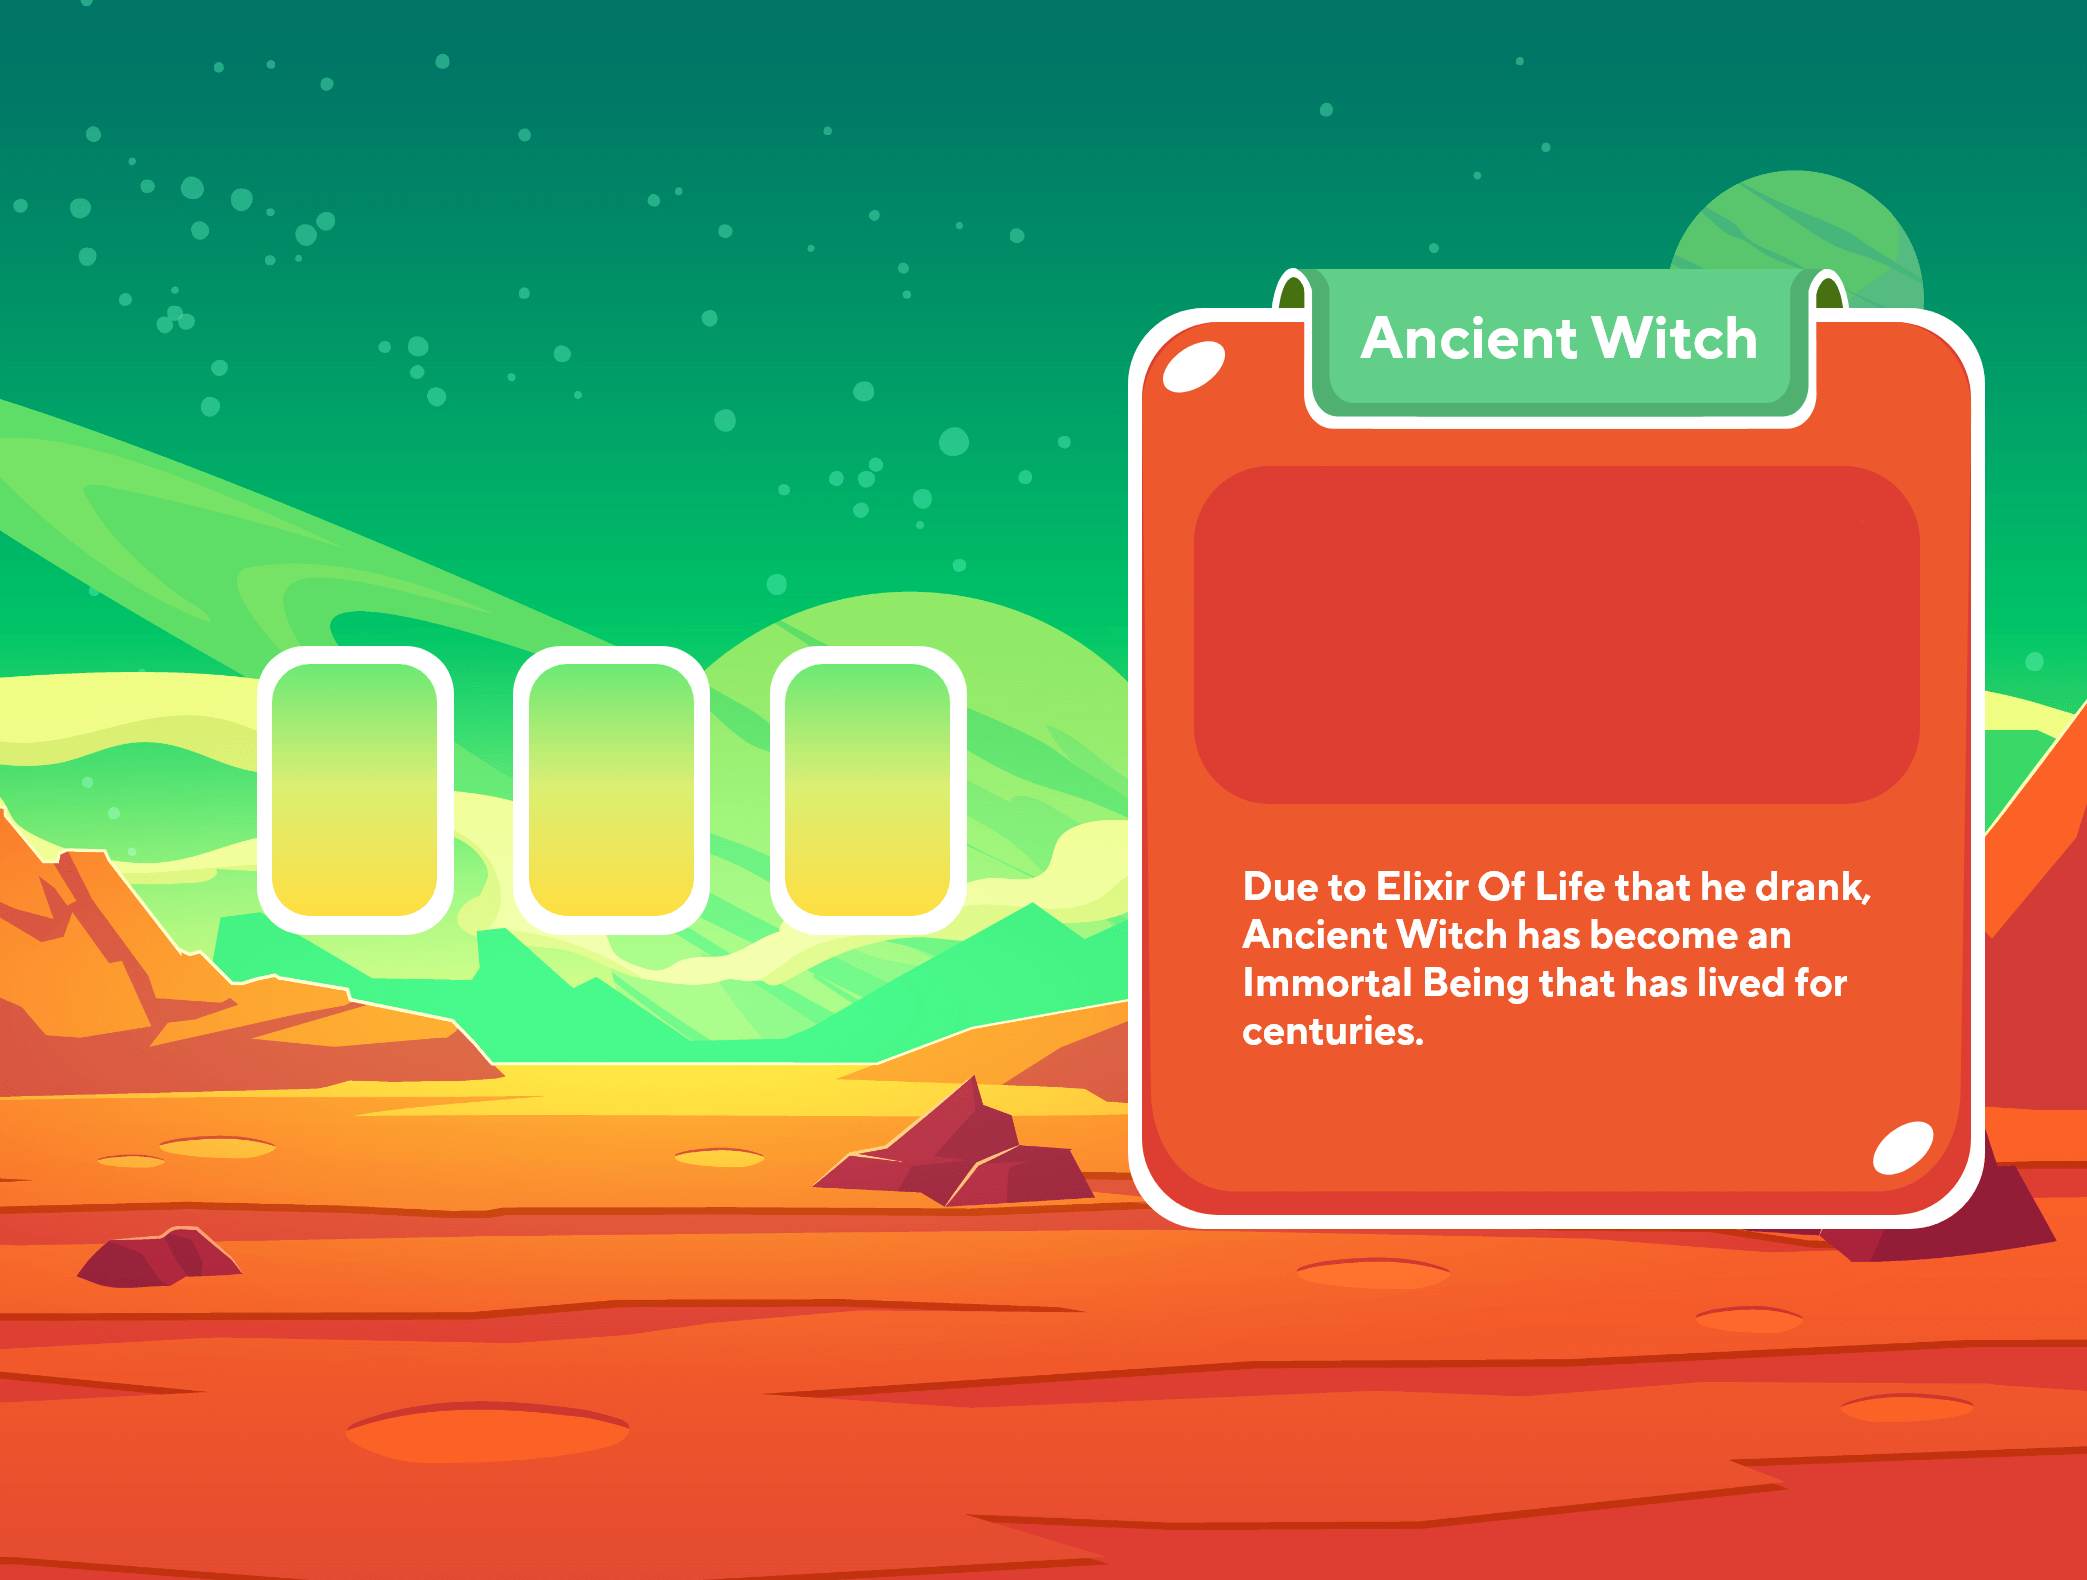 Ancient Witch
Due to Elixir Of Life that he drank,
Ancient Witch has become an
Immortal Being that has lived for
centuries.